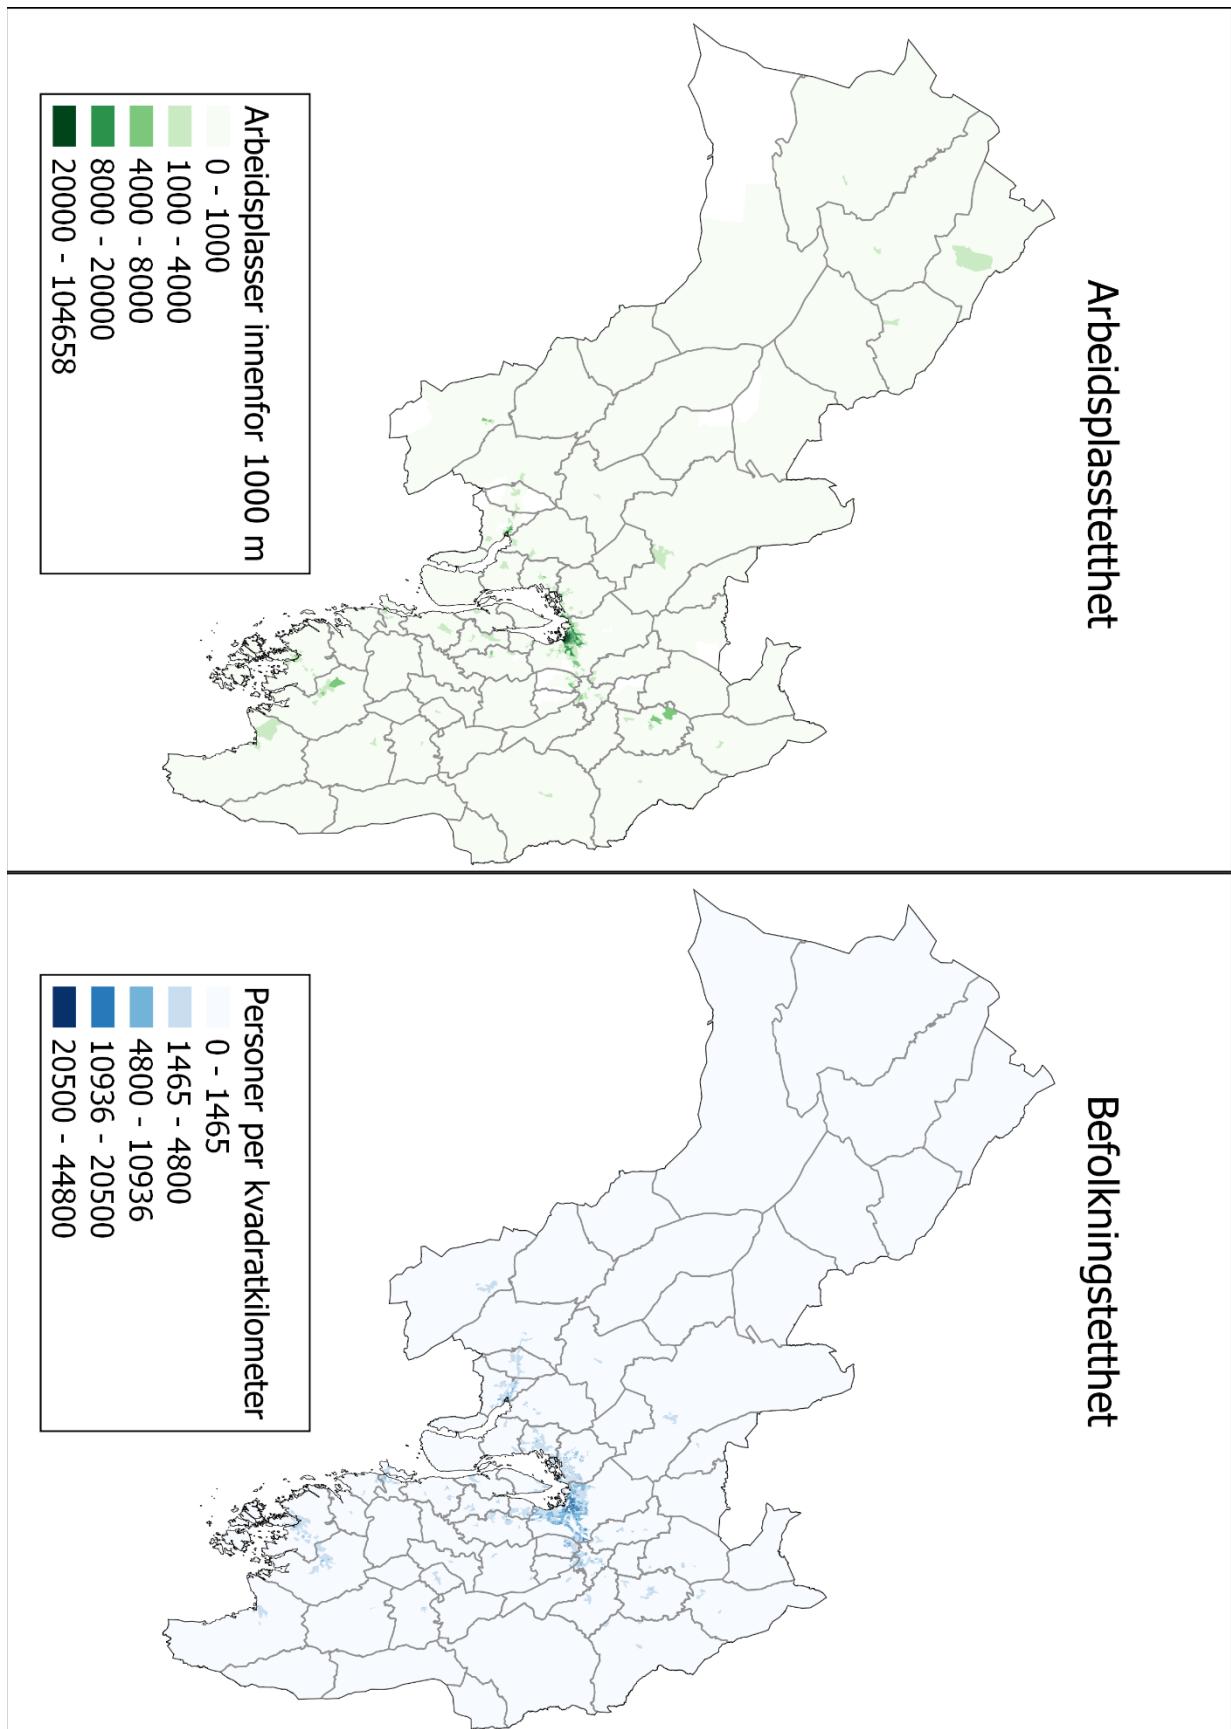 Arbeidsplasstetthet
Arbeidsplasser innenfor 1000 m
0 - 1000
1000 - 4000
4000 - 8000
8000 - 20000
20000 - 104658
Befolkningstetthet
Personer per kvadratkilometer
0 - 1465
1465 - 4800
4800 - 10936
10936 - 20500
20500 - 44800